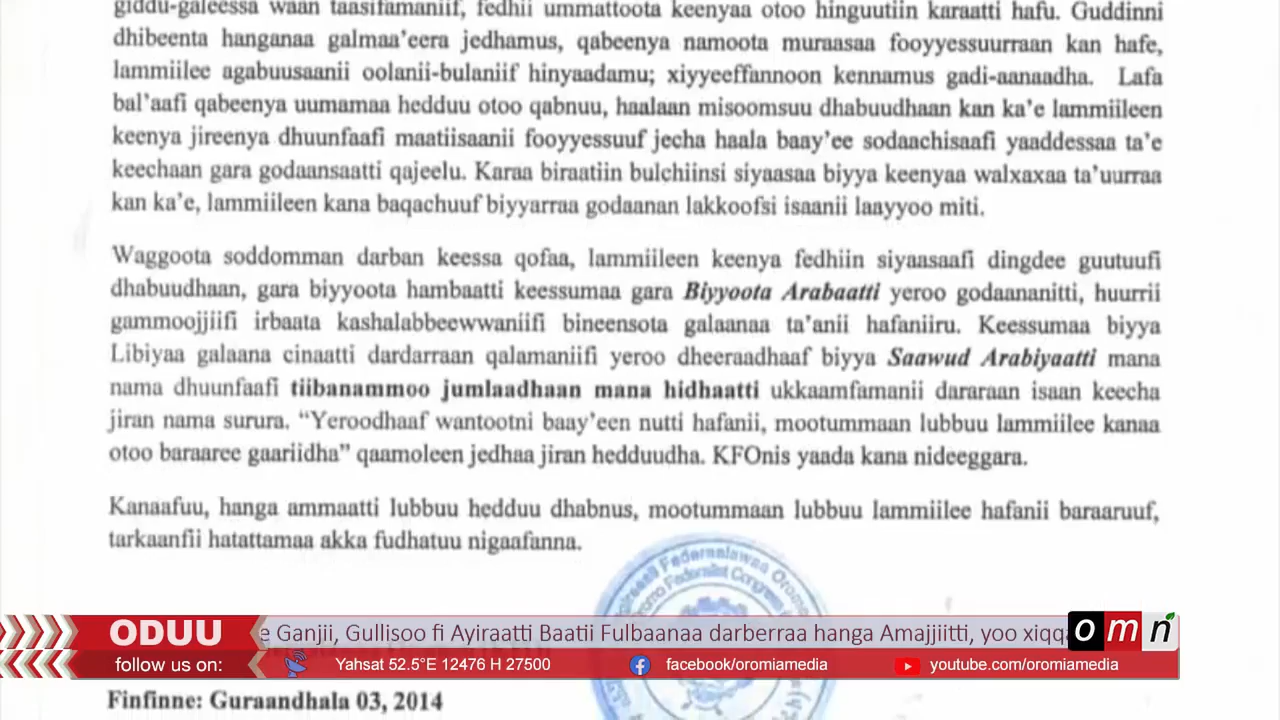 giddu-galeessa waan taasifamaniif, fedhii ummattoota keenyaa otoo hinguutiin karaatti hafu. Guddinni
dhibeenta hanganaa galmaa'eera jedhamus, qabeenya namoota muraasaa fooyyessuurraan kan hafe,
lammiilee agabuusaanii oolanii-bulaniif hinyaadamu; xiyyeeffannoon kennamus gadi-aanaadha. Lafa
bal'aafi qabeenya uumamaa hedduu otoo qabnuu, haalaan misoomsuu dhabuudhaan kan ka'e lammiileen
keenya jireenya dhuunfaafi maatiisaanii fooyyessuuf jecha haala baay'ee sodaachisaafi yaaddessaa ta'e
keechaan gara godaansaatti qajeelu. Karaa biraatiin bulchiinsi siyaasaa biyya keenyaa walxaxaa ta'uurraa
kan ka'e, lammiileen kana baqachuuf biyyarraa godaanan lakkoofsi isaanii laayyoo miti.
Waggoota soddomman darban keessa qofaa, lammiileen keenya fedhiin siyaasaafi dingdee guutuufi
dhabuudhaan, gara biyyoota hambaatti keessumaa gara Biyyoota Arabaatti yeroo godaananitti, huurrii
gammoojjiifi irbaata kashalabbeewwaniifi bineensota galaanaa ta'anii hafaniiru. Keessumaa biyya
Libiyaa galaana cinaatti dardarraan qalamaniifi yeroo dheeraadhaaf biyya Saawud Arabiyaatti mana
nama dhuunfaafi tiibanammoo jumlaadhaan mana hidhaatti ukkaamfamanii dararaan isaan keecha
jiran nama surura. "Yeroodhaaf wantootni baay'een nutti hafanii, mootummaan lubbuu lammiilee kanaa
otoo baraaree gaariidha" qaamoleen jedhaa jiran hedduudha. KFOnis yaada kana nideeggara.
Kanaafuu, hanga ammaatti lubbuu hedduu dhabnus, mootummaan lubbuu lammiilee hafanii baraaruuf,
tarkaanfii hatattamaa akka fudhatuu nigaafanna.
Federaalawaa Oromo
Oromo Federalist Congress
ODUU
e Ganjii, Gullisoo fi Ayiraatti Baatii Fulbaanaa darberraa hanga Amajjiitti, yoo xiqqa
omn
follow us on:
Yahsat 52.5°E 12476 H 27500
facebook/oromiamedia
youtube.com/oromiamedia
Finfinne: Guraandhala 03, 2014